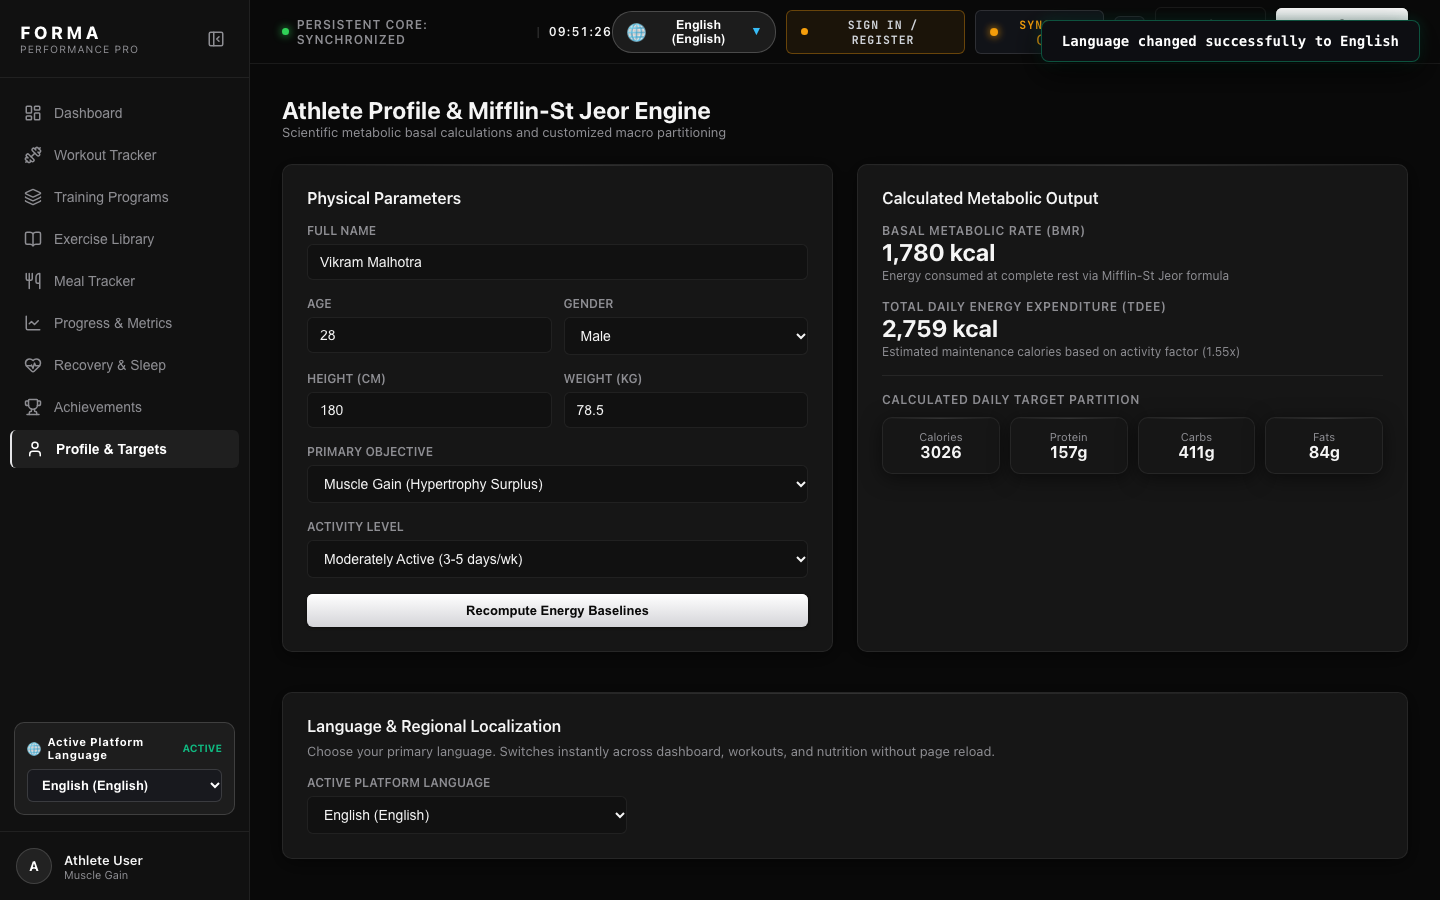 FORMA
PERFORMANCE PRO
Dashboard
Workout Tracker
Training Programs
Exercise Library
Meal Tracker
Progress & Metrics
Recovery & Sleep
Achievements
Profile & Targets
Active Platform
Language
ACTIVE
English (English)
A
Athlete User
Muscle Gain
PERSISTENT CORE:
SYNCHRONIZED
09:51:26
English
(English)
SIGN IN /
REGISTER
SYN
Language changed successfully to English
Athlete Profile & Mifflin-St Jeor Engine
Scientific metabolic basal calculations and customized macro partitioning
Physical Parameters
FULL NAME
Vikram Malhotra
AGE
GENDER
28
Male
HEIGHT (CM)
WEIGHT (KG)
180
78.5
PRIMARY OBJECTIVE
Muscle Gain (Hypertrophy Surplus)
ACTIVITY LEVEL
Moderately Active (3-5 days/wk)
Recompute Energy Baselines
Calculated Metabolic Output
BASAL METABOLIC RATE (BMR)
1,780 kcal
Energy consumed at complete rest via Mifflin-St Jeor formula
TOTAL DAILY ENERGY EXPENDITURE (TDEE)
2,759 kcal
Estimated maintenance calories based on activity factor (1.55x)
CALCULATED DAILY TARGET PARTITION
Calories
3026
Protein
157g
Carbs
411g
Fats
84g
Language & Regional Localization
Choose your primary language. Switches instantly across dashboard, workouts, and nutrition without page reload.
ACTIVE PLATFORM LANGUAGE
English (English)